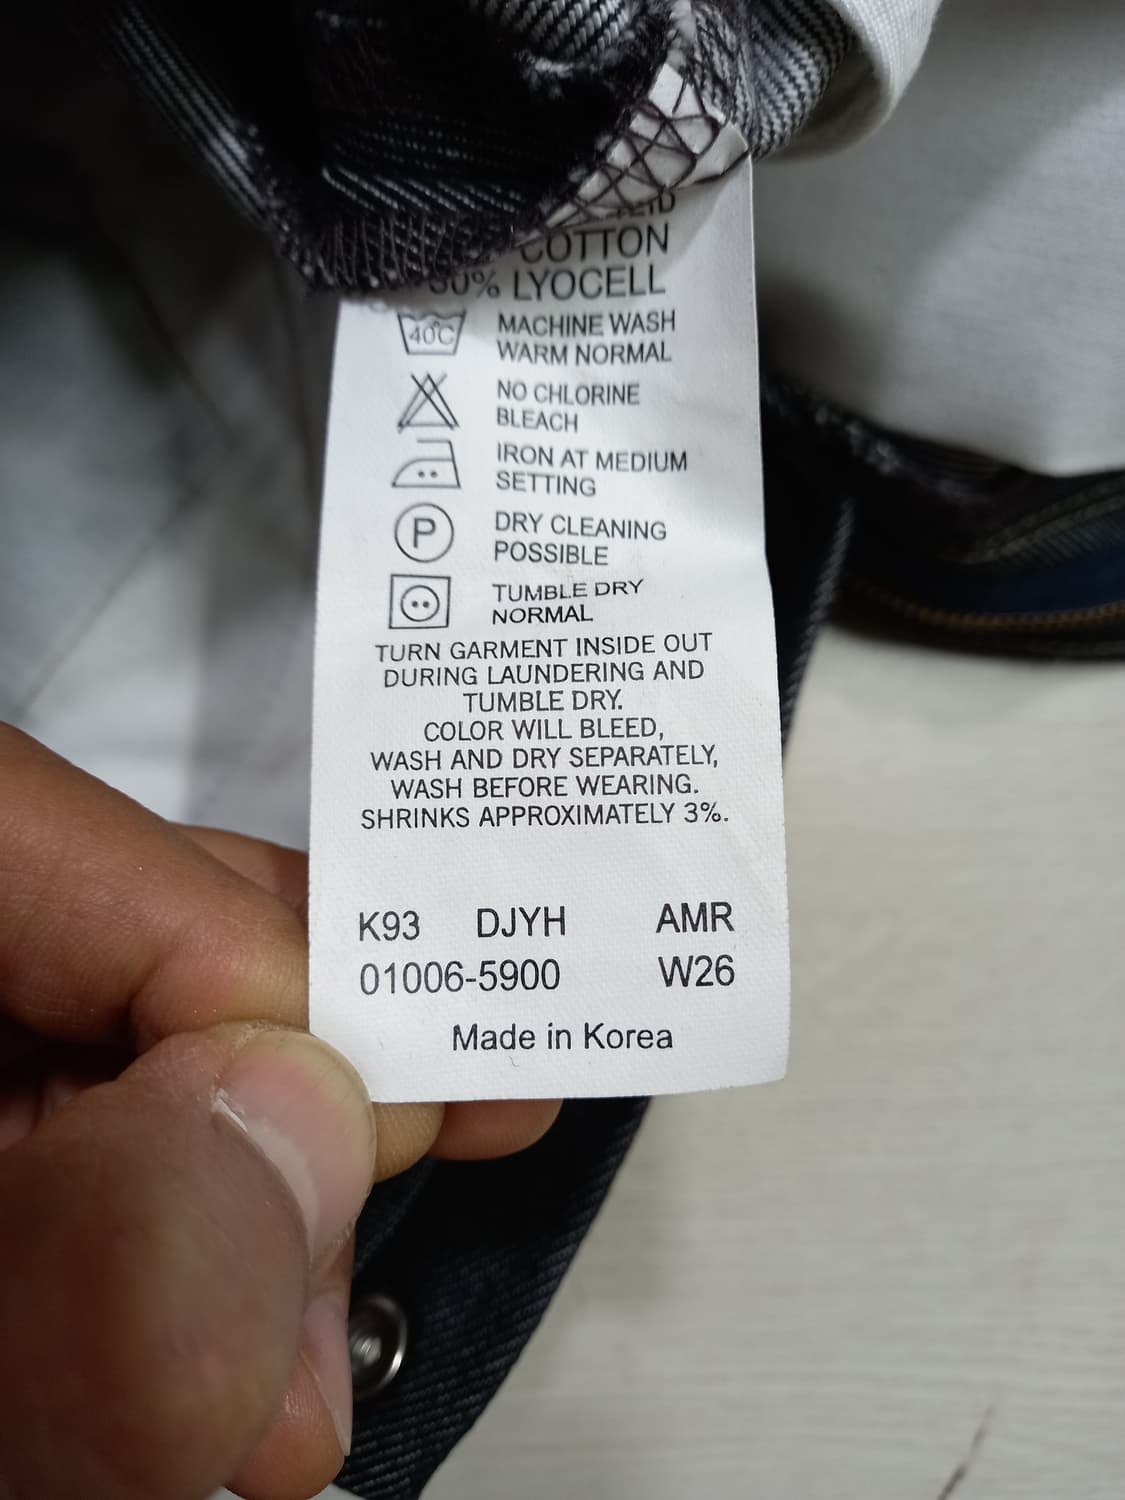 COTTON
% LYOCELL
40C MACHINE WASH
WARM NORMAL
NO CHLORINE
BLEACH
IRON AT MEDIUM
SETTING
P DRY CLEANING
POSSIBLE
TUMBLE DRY
NORMAL
TURN GARMENT INSIDE OUT
DURING LAUNDERING AND
TUMBLE DRY.
COLOR WILL BLEED,
WASH AND DRY SEPARATELY,
WASH BEFORE WEARING.
SHRINKS APPROXIMATELY 3%.
K93 DJYH AMR
01006-5900 W26
Made in Korea